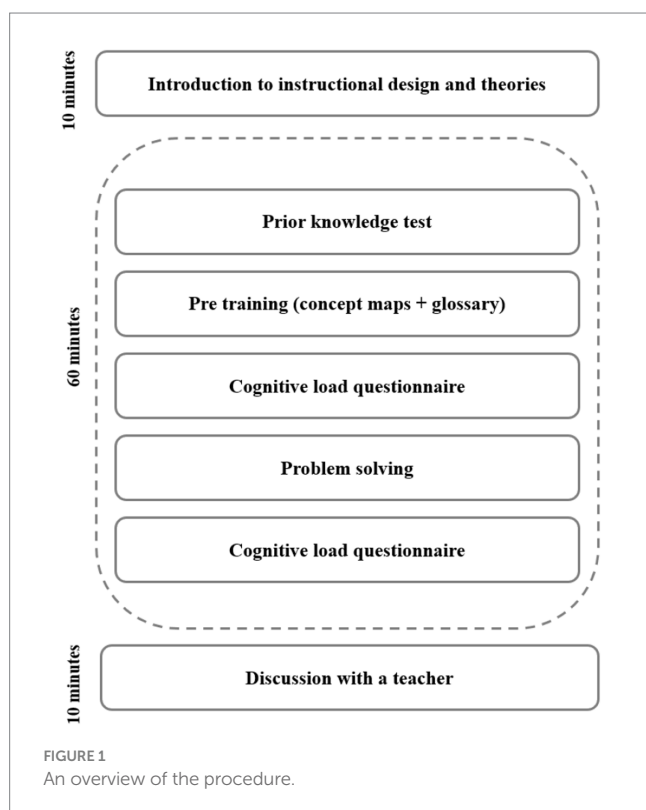 10 minutes
Introduction to instructional design and theories
60 minutes
Prior knowledge test
Pre training (concept maps + glossary)
Cognitive load questionnaire
Problem solving
Cognitive load questionnaire
10 minutes
Discussion with a teacher
FIGURE 1
An overview of the procedure.